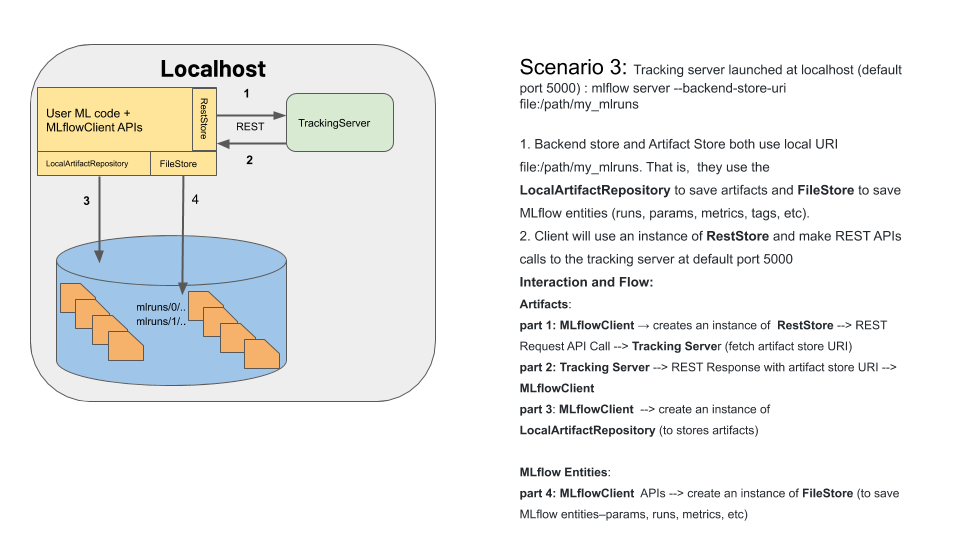 Localhost
User ML code +
MLflowClient APIs
RestStore
LocalArtifactRepository
FileStore
1
REST
2
TrackingServer
3
4
mlruns/0/..
mlruns/1/..
Scenario 3: Tracking server launched at localhost (default
port 5000) : mlflow server --backend-store-uri
file:/path/my_mlruns
1. Backend store and Artifact Store both use local URI
file:/path/my_mlruns. That is, they use the
LocalArtifactRepository to save artifacts and FileStore to save
MLflow entities (runs, params, metrics, tags, etc).
2. Client will use an instance of RestStore and make REST APIs
calls to the tracking server at default port 5000
Interaction and Flow:
Artifacts:
part 1: MLflowClient → creates an instance of RestStore --> REST
Request API Call --> Tracking Server (fetch artifact store URI)
part 2: Tracking Server --> REST Response with artifact store URI -->
MLflowClient
part 3: MLflowClient --> create an instance of
LocalArtifactRepository (to stores artifacts)
MLflow Entities:
part 4: MLflowClient APIs --> create an instance of FileStore (to save
MLflow entities–params, runs, metrics, etc)